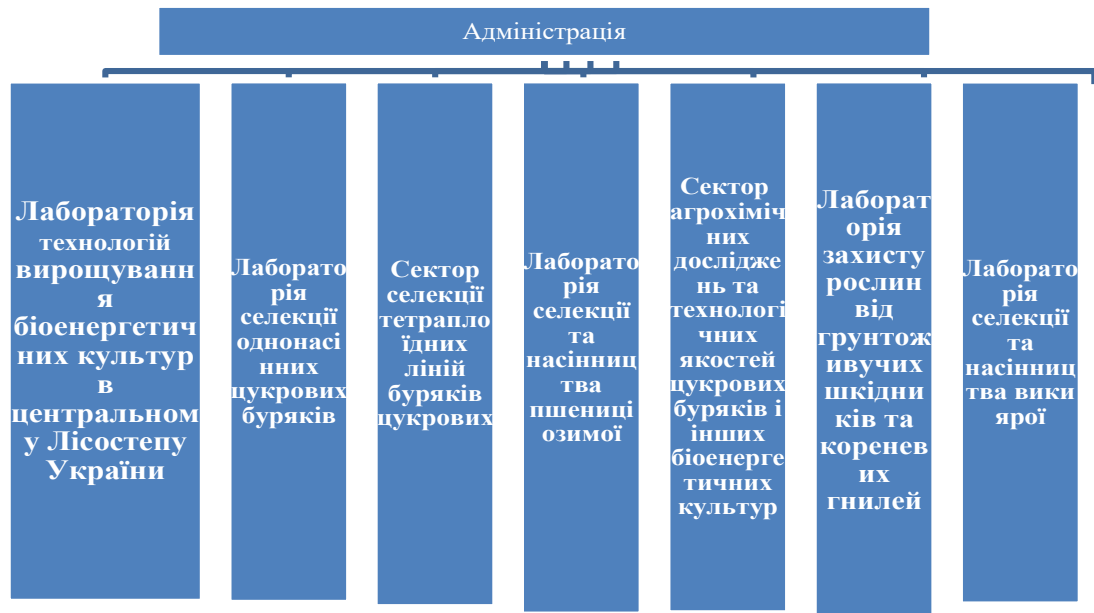 Адміністрація
Лабораторія
технологій
вирощуванн
я
біоенергетич
них культур
в
центральном
у Лісостепу
України
Лаборато
рія
селекції
однонасі
нних
цукрових
буряків
Сектор
селекції
тетрапло
їдних
ліній
буряків
цукрових
Лаборато
рія
селекції
та
насінниц
тва
пшениці
озимої
Сектор
агрохіміч
них
дослідже
нь та
технологі
чних
якостей
цукрових
буряків і
інших
біоенерге
тичних
культур
Лаборат
орія
захисту
рослин
від
грунтож
ивучих
шкідни
ків та
коренев
их
гнилей
Лаборато
рія
селекції
та
насінниц
тва вики
ярої